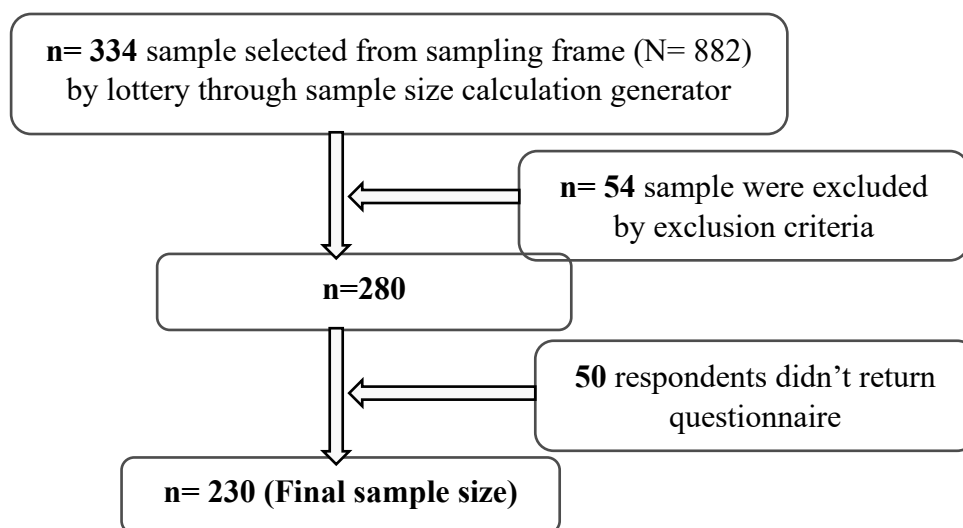 n= 334 sample selected from sampling frame (N= 882)
by lottery through sample size calculation generator
n= 54 sample were excluded
by exclusion criteria
n=280
50 respondents didn’t return
questionnaire
n= 230 (Final sample size)